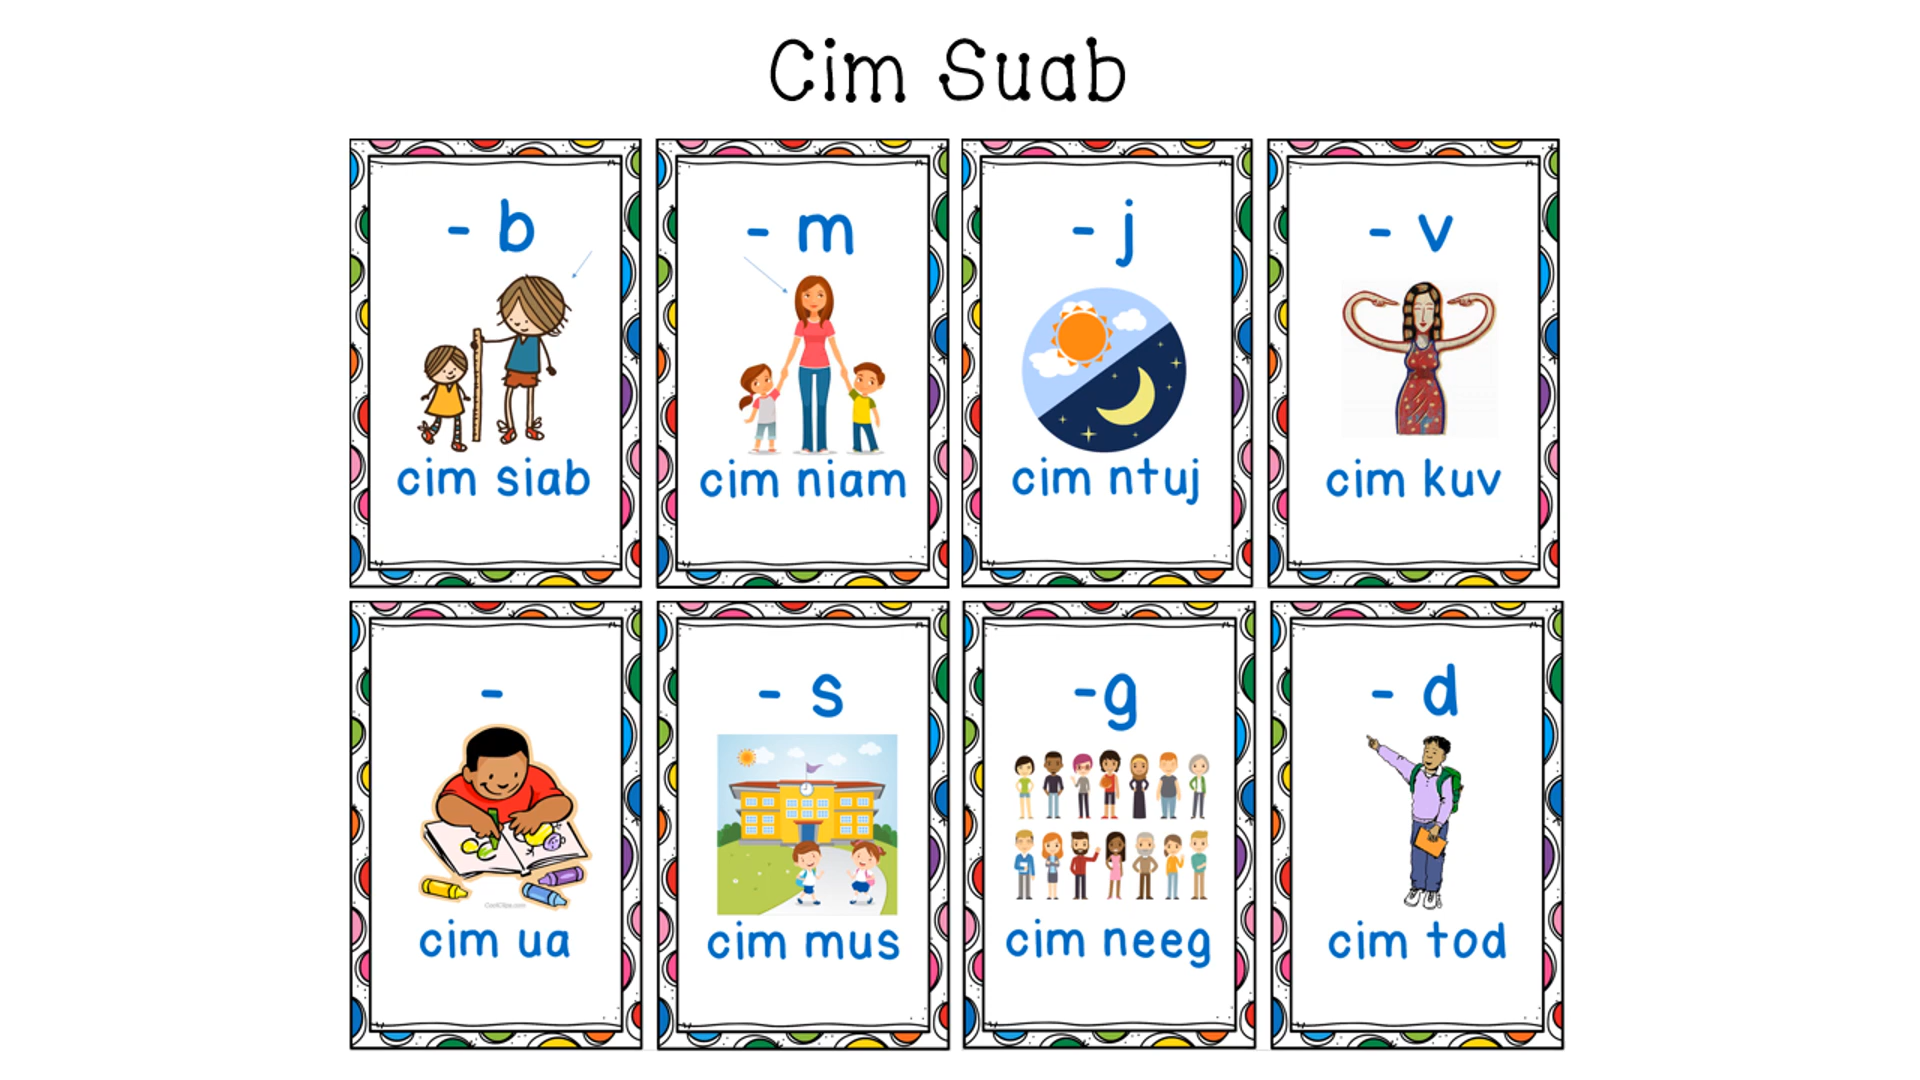 Cim Suab
- b
cim siab
- m
cim niam
- j
cim ntuj
- v
cim kuv
-
cim ua
- s
cim mus
-g
cim neeg
- d
cim tod